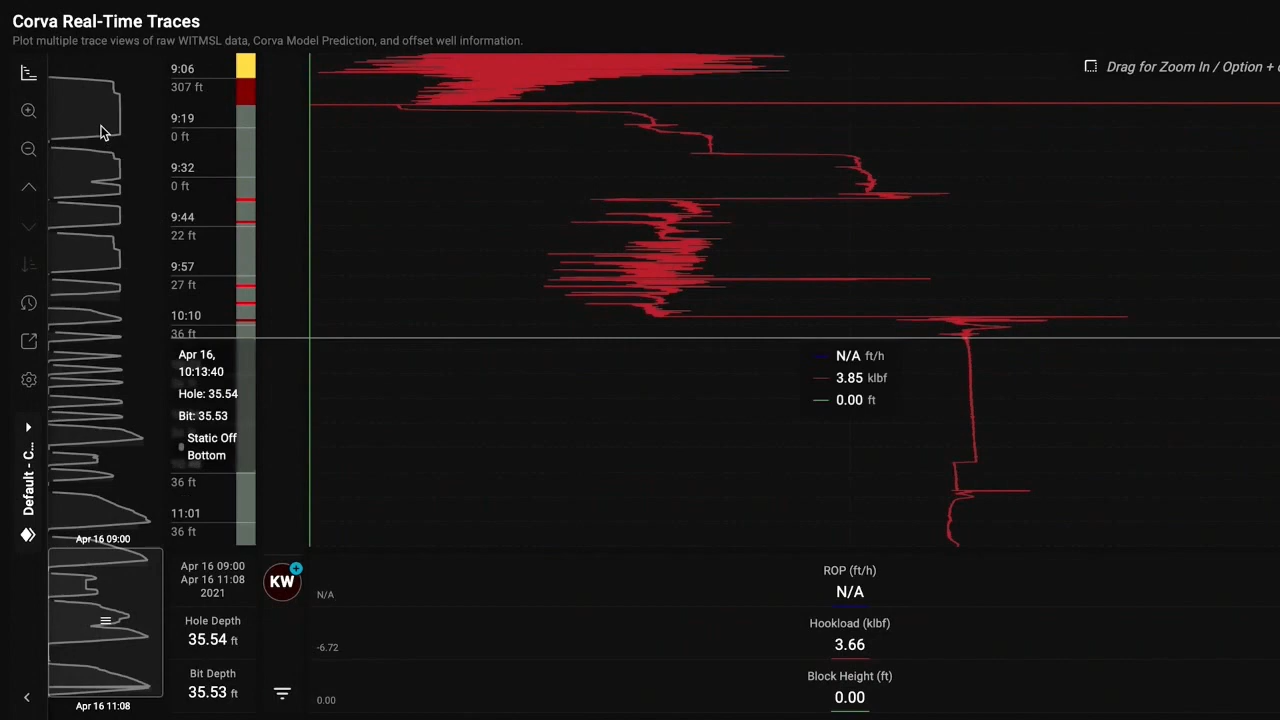 Corva Real-Time Traces
Plot multiple trace views of raw WITMSL data, Corva Model Prediction, and offset well information.
9:06
307 ft
Drag for Zoom In / Option +
9:19
0 ft
9:32
0 ft
9:44
22 ft
9:57
27 ft
10:10
36 ft
Apr 16,
10:13:40
Hole: 35.54
Bit: 35.53
Static Off
Bottom
N/A ft/h
3.85 klbf
0.00 ft
Default - C...
36 ft
11:01
36 ft
Apr 16 09:00
Apr 16 09:00
Apr 16 11:08
2021
KW
Hole Depth
35.54 ft
Bit Depth
35.53 ft
Apr 16 11:08
ROP (ft/h)
N/A
N/A
Hookload (klbf)
-6.72
3.66
Block Height (ft)
0.00
0.00